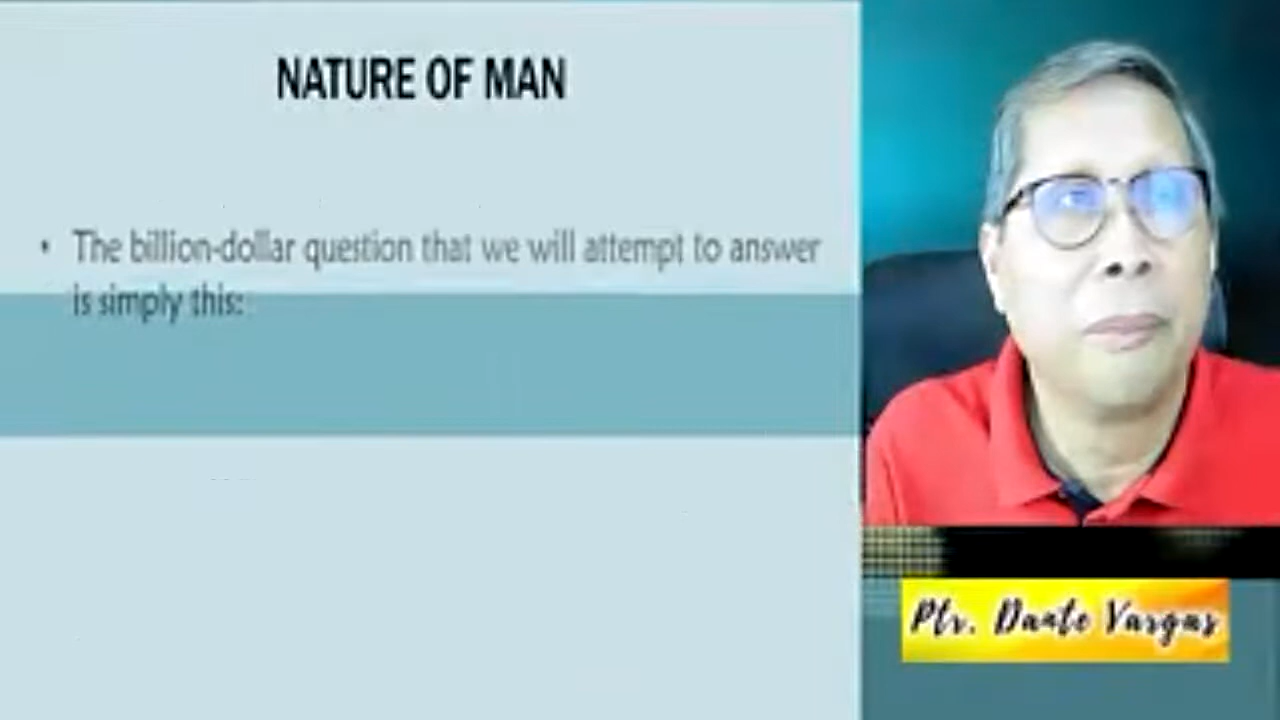 NATURE OF MAN
• The billion-dollar question that we will attempt to answer
is simply this:
Ptr. Dante Vargas